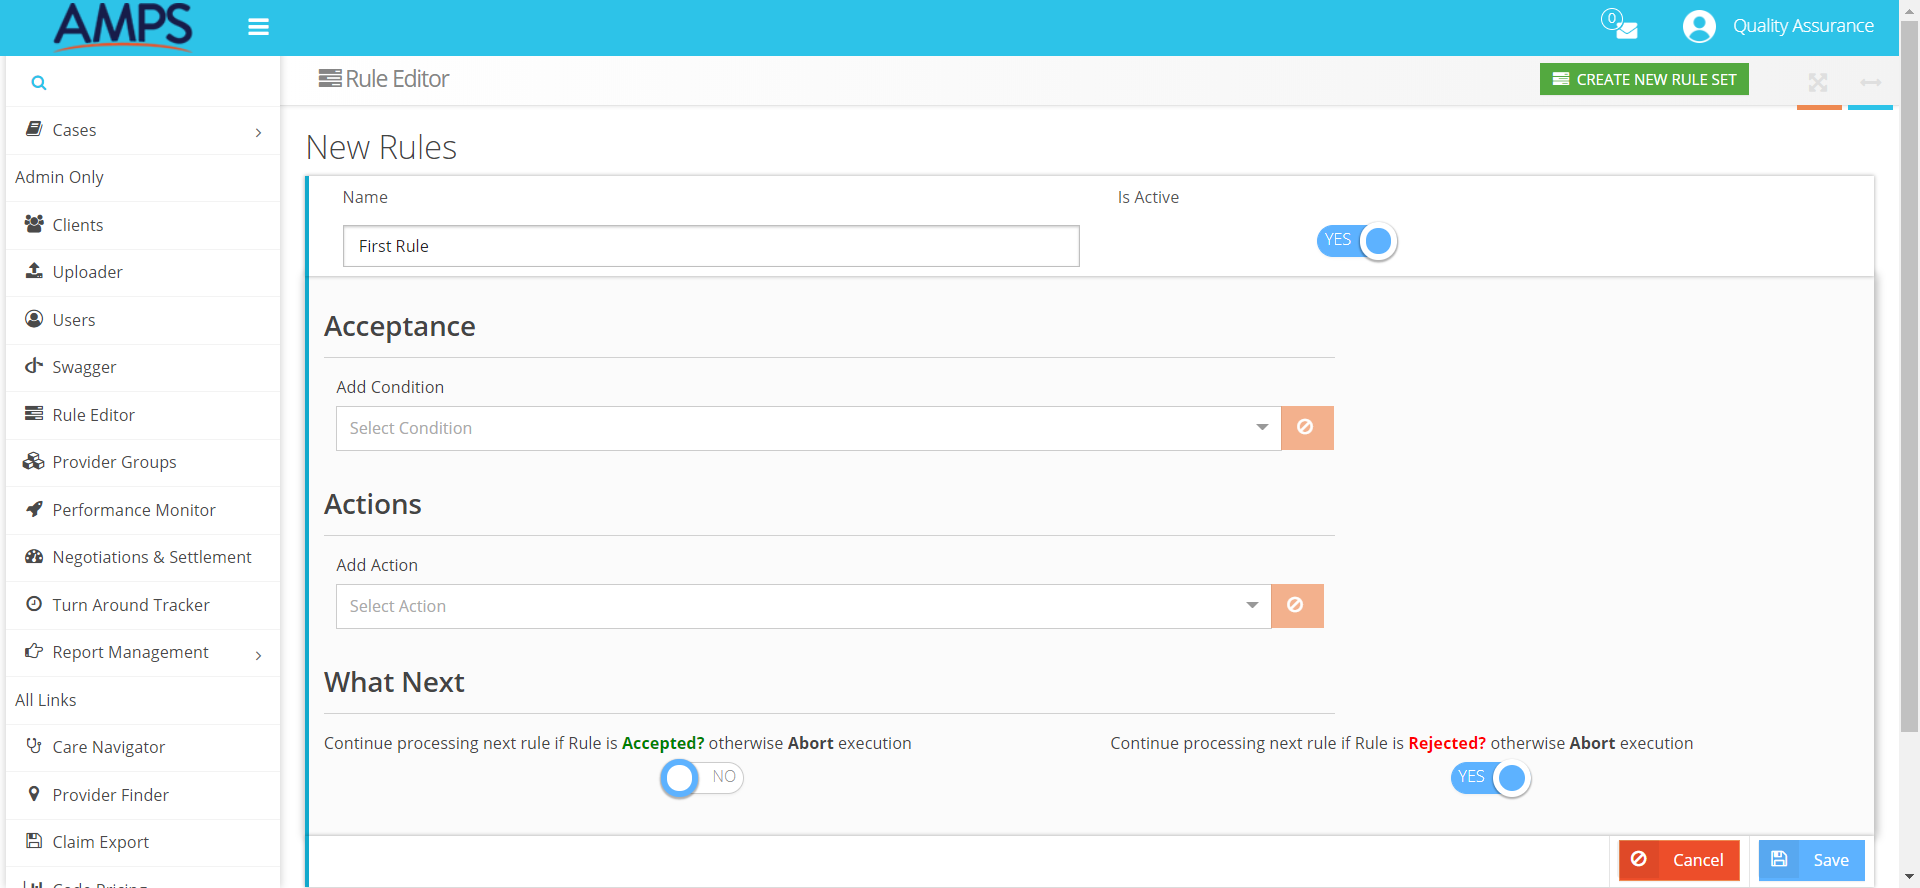 AMPS
0
Quality Assurance
Rule Editor
CREATE NEW RULE SET
Cases
Admin Only
Clients
Uploader
Users
Swagger
Rule Editor
Provider Groups
Performance Monitor
Negotiations & Settlement
Turn Around Tracker
Report Management
All Links
Care Navigator
Provider Finder
Claim Export
Code Pricing
New Rules
Name
Is Active
First Rule
YES
Acceptance
Add Condition
Select Condition
Actions
Add Action
Select Action
What Next
Continue processing next rule if Rule is Accepted? otherwise Abort execution
NO
Continue processing next rule if Rule is Rejected? otherwise Abort execution
YES
Cancel
Save